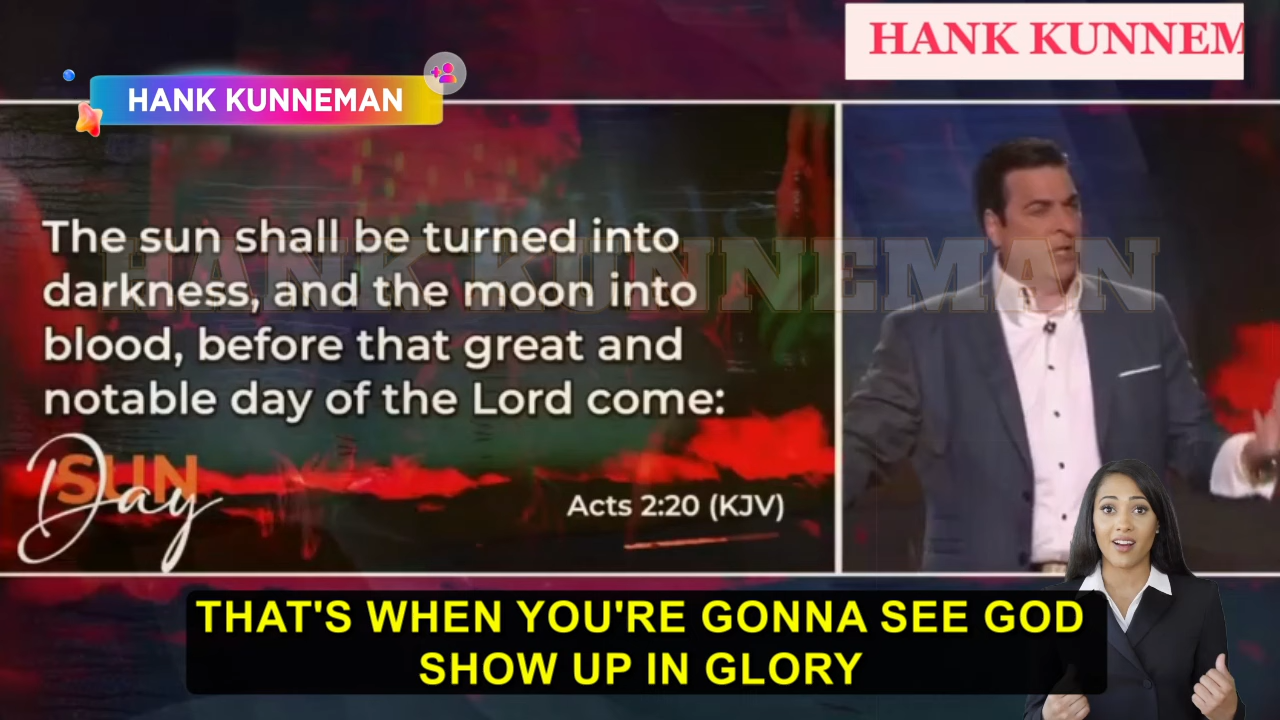 HANK KUNNEM
HANK KUNNEMAN
The sun shall be turned into
darkness, and the moon into
blood, before that great and
notable day of the Lord come:
HANK KUNNEMAN
SUN
Day
Acts 2:20 (KJV)
THAT'S WHEN YOU'RE GONNA SEE GOD
SHOW UP IN GLORY